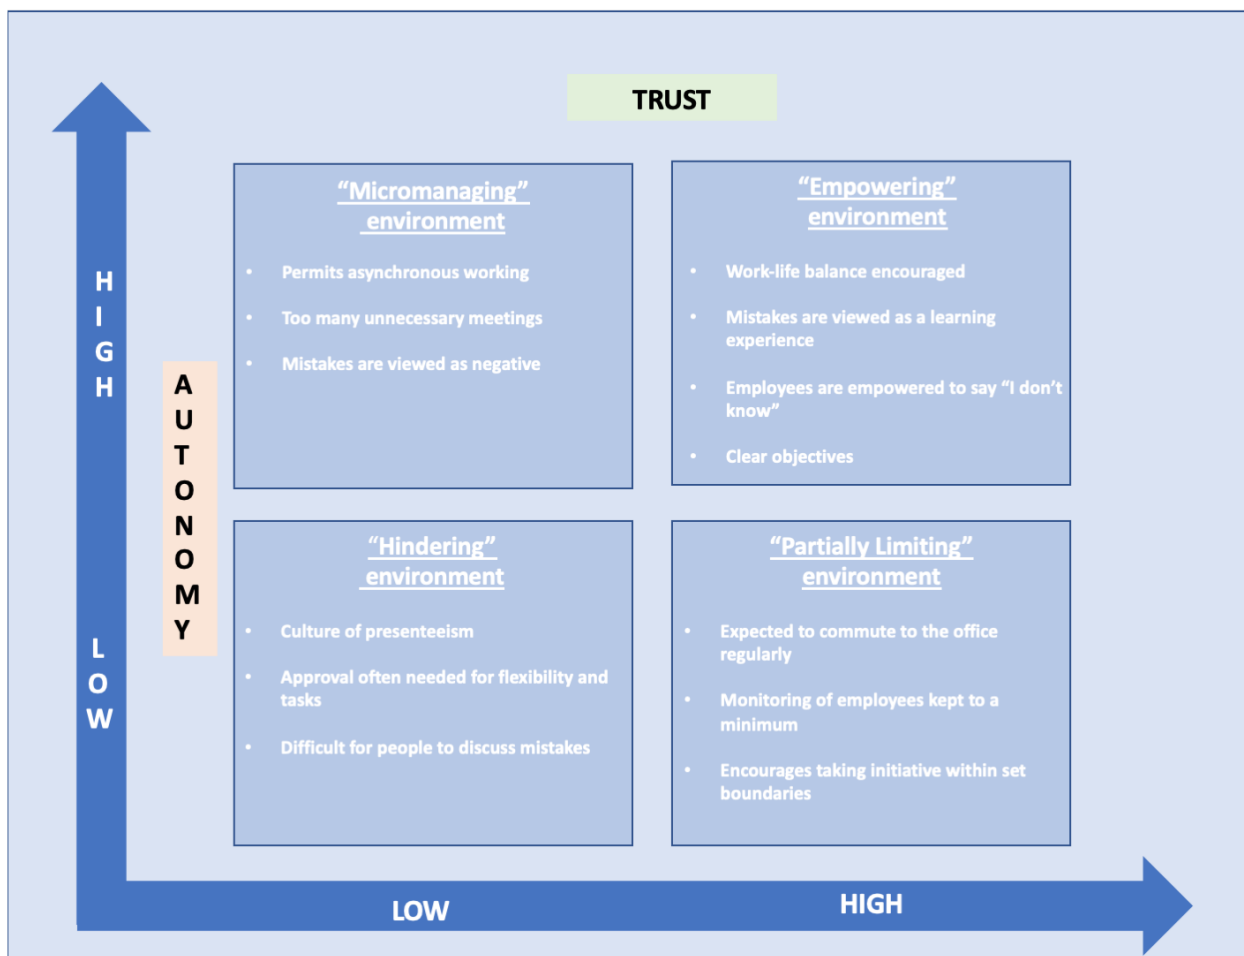 TRUST
“Micromanaging”
environment
• Permits asynchronous working
• Too many unnecessary meetings
• Mistakes are viewed as negative
“Empowering”
environment
• Work-life balance encouraged
• Mistakes are viewed as a learning
experience
• Employees are empowered to say “I don’t
know”
• Clear objectives
HIGH
AUTONOMY
LOW
“Hindering”
environment
• Culture of presenteeism
• Approval often needed for flexibility and
tasks
• Difficult for people to discuss mistakes
“Partially Limiting”
environment
• Expected to commute to the office
regularly
• Monitoring of employees kept to a
minimum
• Encourages taking initiative within set
boundaries
LOW
HIGH